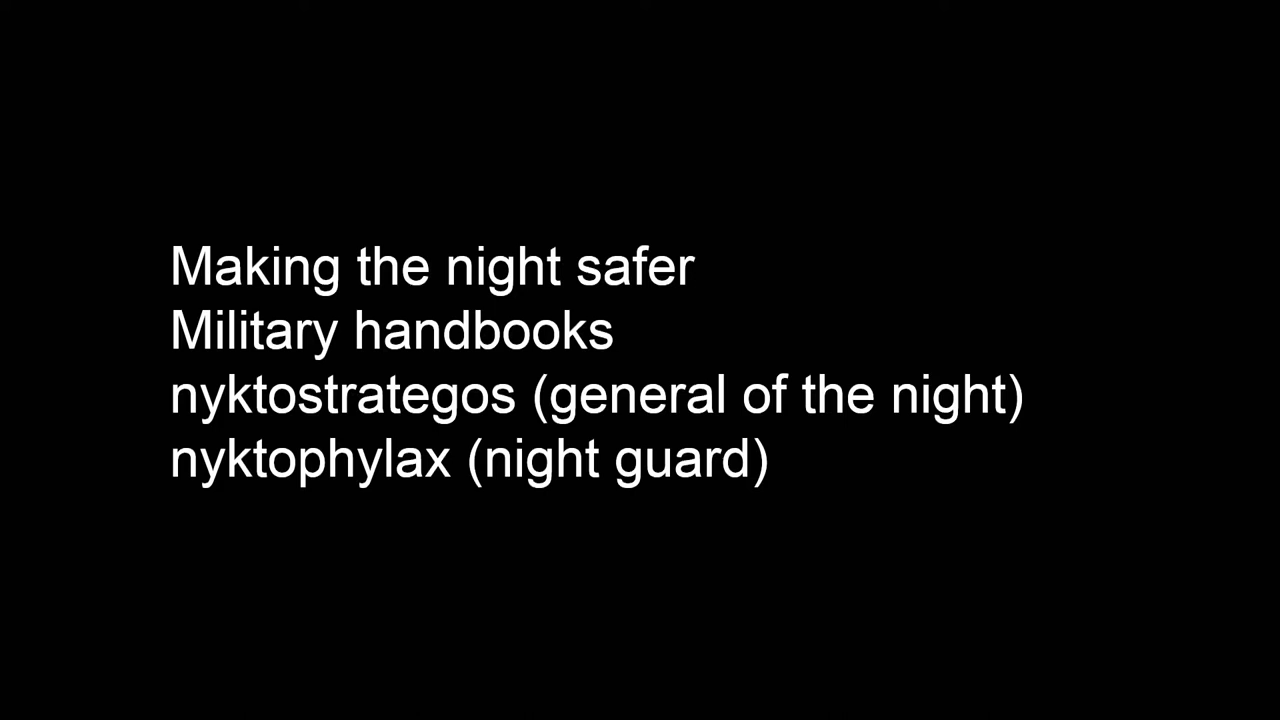 Making the night safer
Military handbooks
nyktostrategos (general of the night)
nyktophylax (night guard)